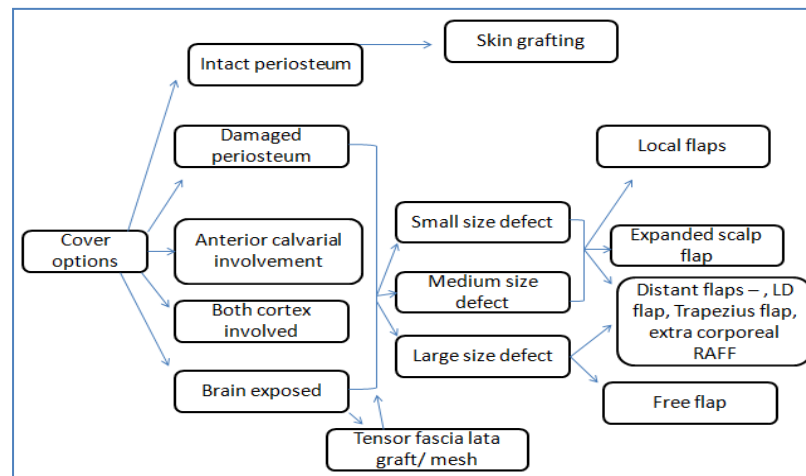 Skin grafting
Intact periosteum
Damaged
periosteum
Local flaps
Cover
options
Anterior calvarial
involvement
Small size defect
Expanded scalp
flap
Both cortex
involved
Medium size
defect
Distant flaps – , LD
flap, Trapezius flap,
extra corporeal
RAFF
Large size defect
Brain exposed
Free flap
Tensor fascia lata
graft/ mesh